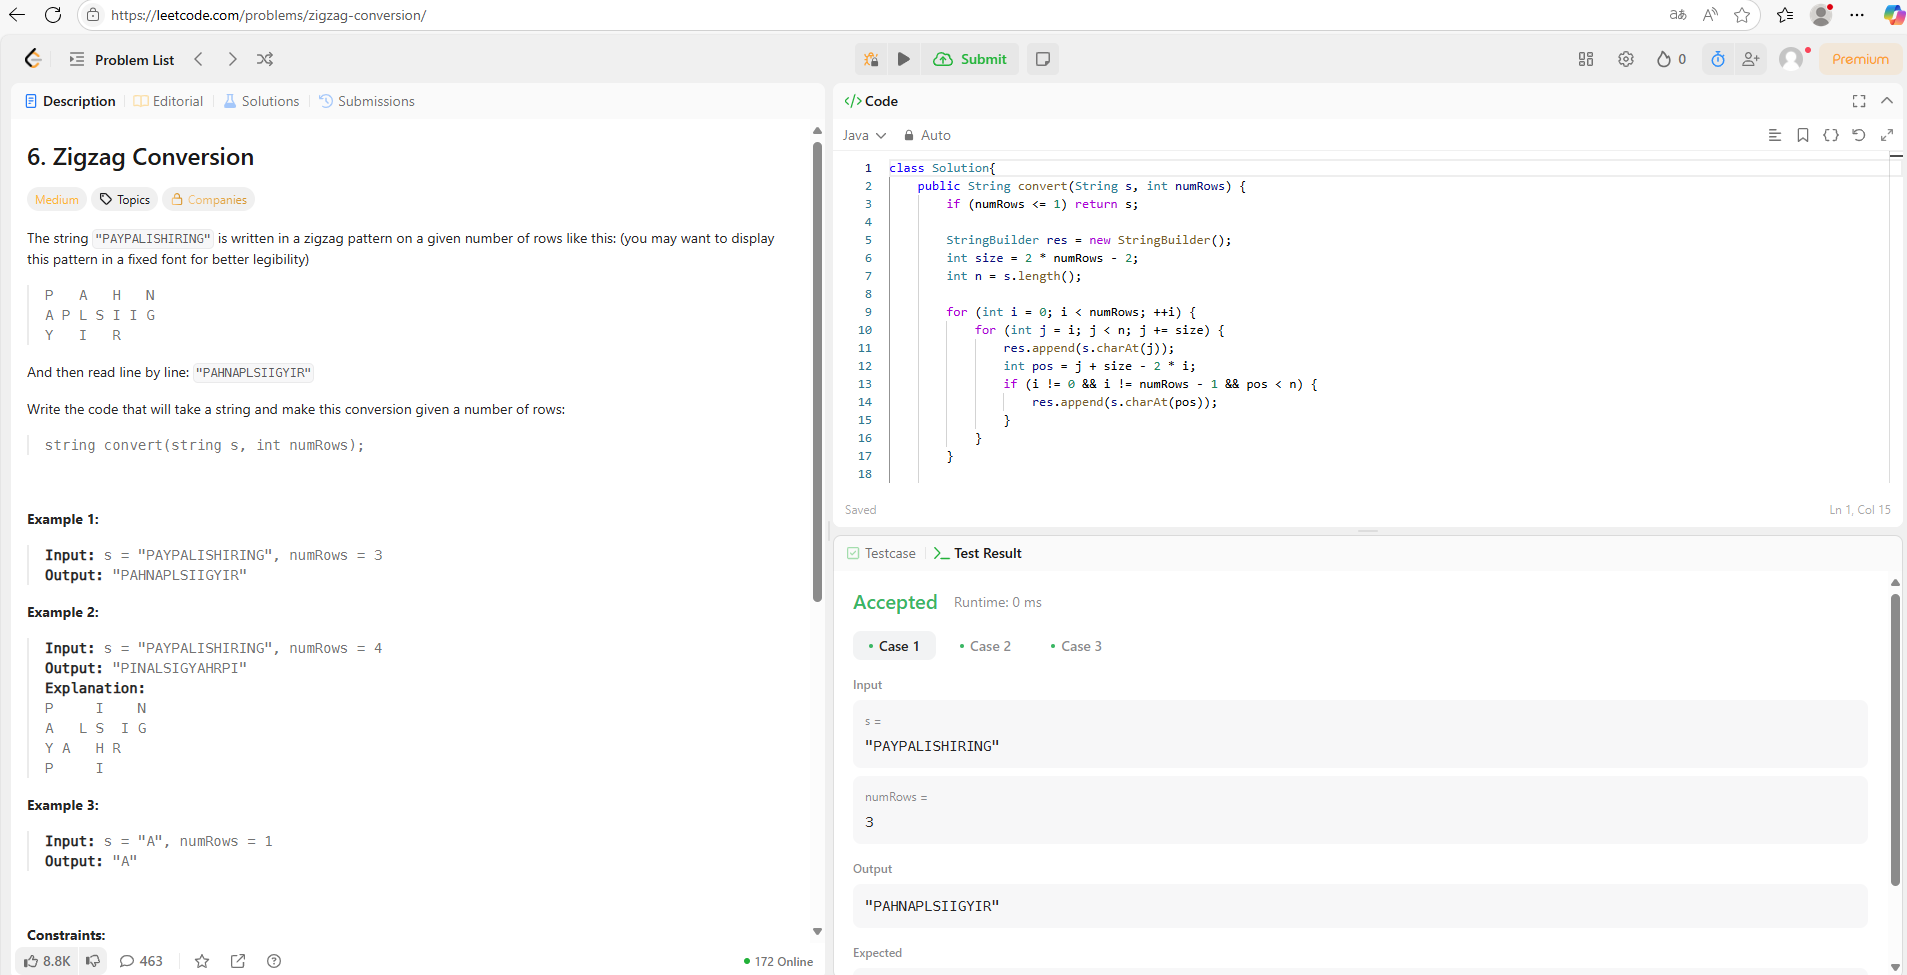 https://leetcode.com/problems/zigzag-conversion/
Problem List
Submit
0
Premium
Description
Editorial
Solutions
Submissions
6. Zigzag Conversion
Medium
Topics
Companies
The string "PAYPALISHIRING" is written in a zigzag pattern on a given number of rows like this: (you may want to display
this pattern in a fixed font for better legibility)
P   A   H   N
A P L S I I G
Y   I   R
And then read line by line: "PAHNAPLSIIGYIR"
Write the code that will take a string and make this conversion given a number of rows:
string convert(string s, int numRows);
Example 1:
Input: s = "PAYPALISHIRING", numRows = 3
Output: "PAHNAPLSIIGYIR"
Example 2:
Input: s = "PAYPALISHIRING", numRows = 4
Output: "PINALSIGYAHRPI"
Explanation:
P     I    N
A   L S  I G
Y A   H R
P     I
Example 3:
Input: s = "A", numRows = 1
Output: "A"
Constraints:
8.8K
463
172 Online
</> Code
Java
Auto
1 class Solution{
2     public String convert(String s, int numRows) {
3         if (numRows <= 1) return s;
4
5         StringBuilder res = new StringBuilder();
6         int size = 2 * numRows - 2;
7         int n = s.length();
8
9         for (int i = 0; i < numRows; ++i) {
10             for (int j = i; j < n; j += size) {
11                 res.append(s.charAt(j));
12                 int pos = j + size - 2 * i;
13                 if (i != 0 && i != numRows - 1 && pos < n) {
14                     res.append(s.charAt(pos));
15                 }
16             }
17         }
18
Saved
Ln 1, Col 15
Testcase
Test Result
Accepted
Runtime: 0 ms
Case 1
Case 2
Case 3
Input
s =
"PAYPALISHIRING"
numRows =
3
Output
"PAHNAPLSIIGYIR"
Expected